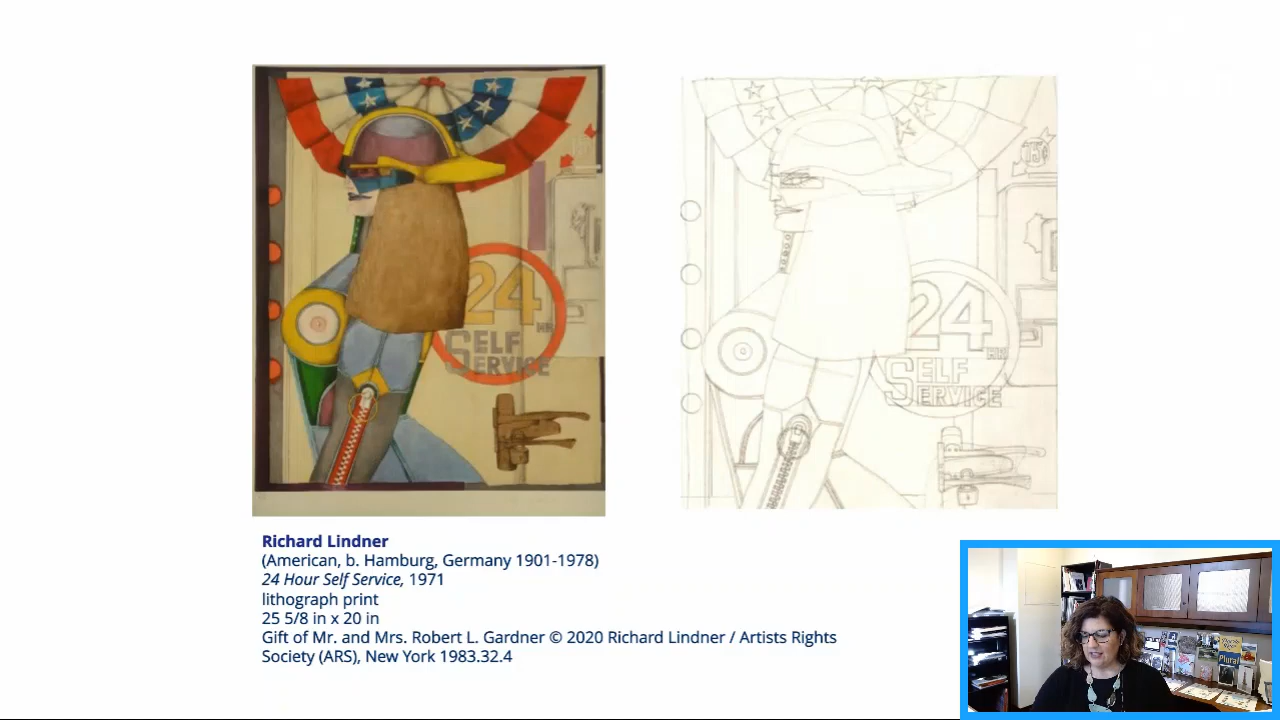 24
HR
SELF
SERVICE
24
HR
SELF
SERVICE
Richard Lindner
(American, b. Hamburg, Germany 1901-1978)
24 Hour Self Service, 1971
lithograph print
25 5/8 in x 20 in
Gift of Mr. and Mrs. Robert L. Gardner © 2020 Richard Lindner / Artists Rights
Society (ARS), New York 1983.32.4
Plural